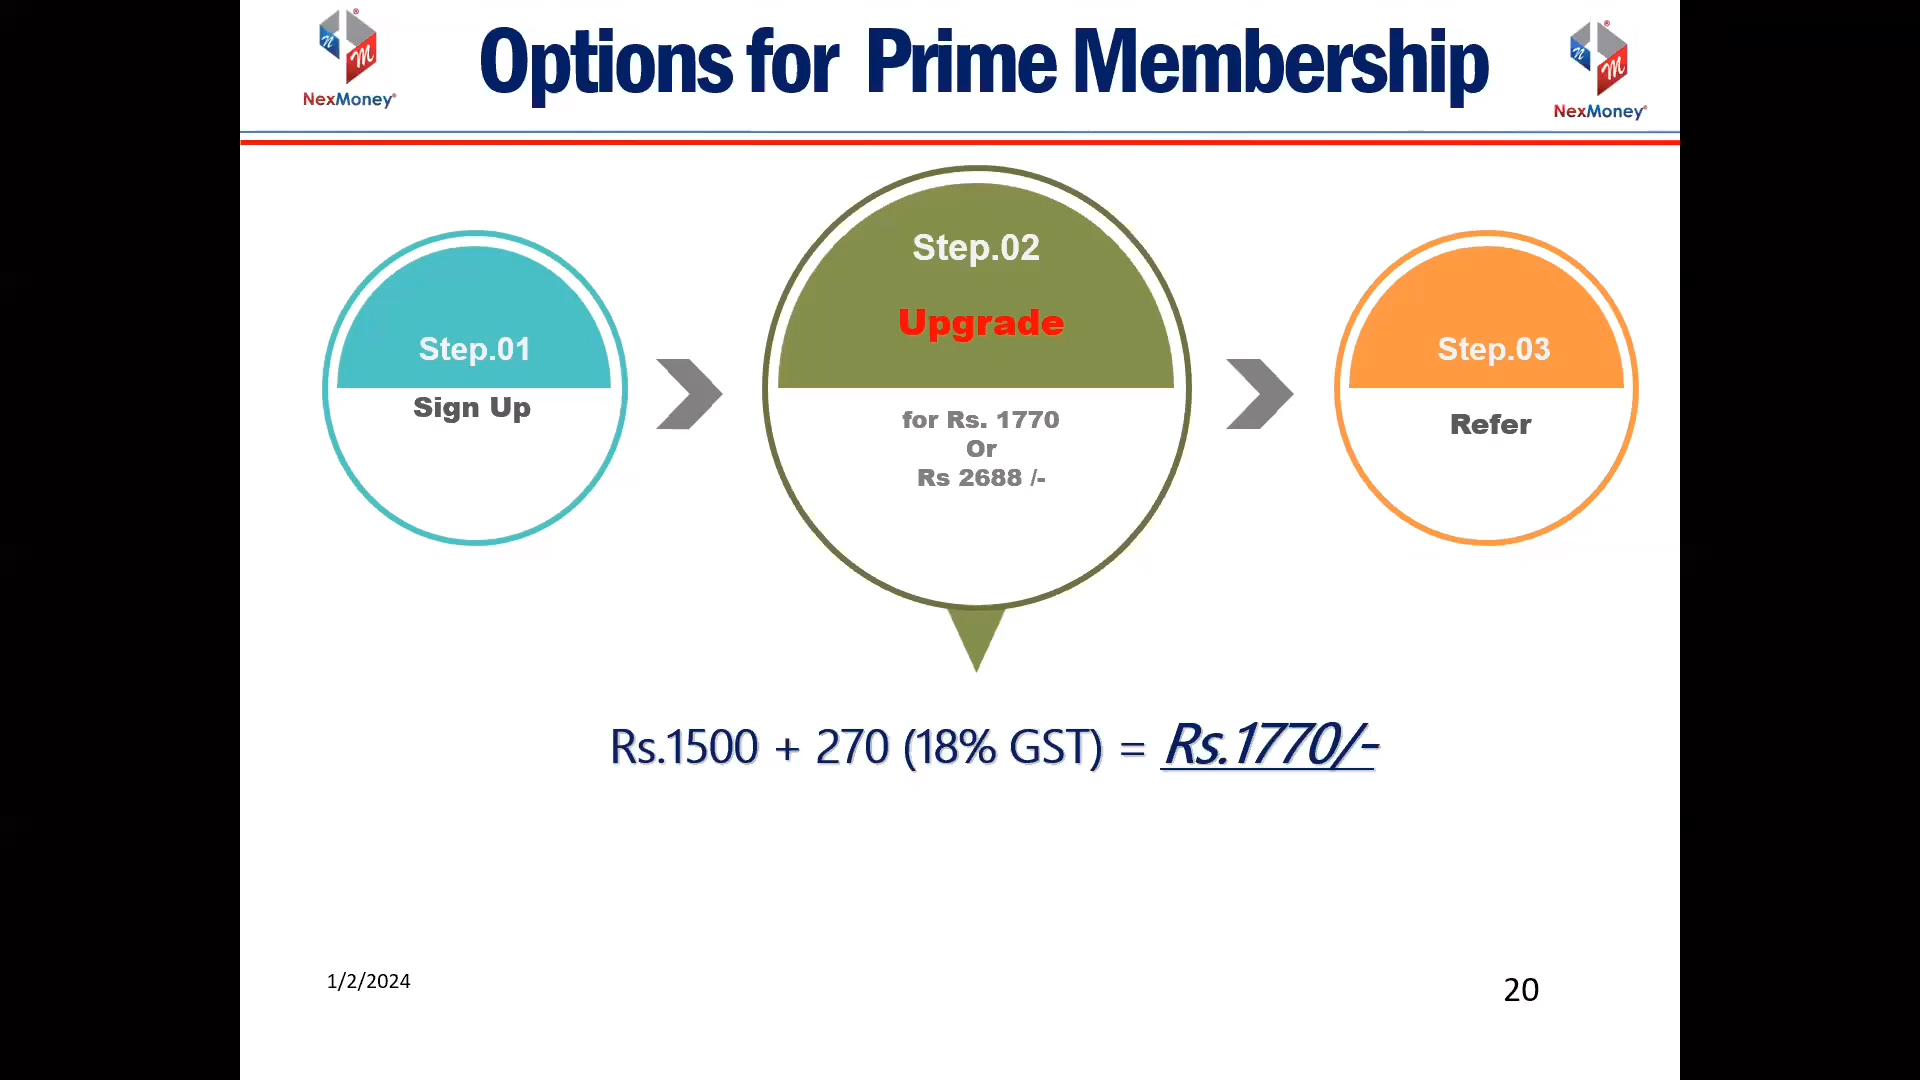 Options for Prime Membership
NexMoney®
NexMoney®
Step.01
Sign Up
Step.02
Upgrade
for Rs. 1770
Or
Rs 2688 /-
Step.03
Refer
Rs.1500 + 270 (18% GST) = Rs.1770/-
1/2/2024
20